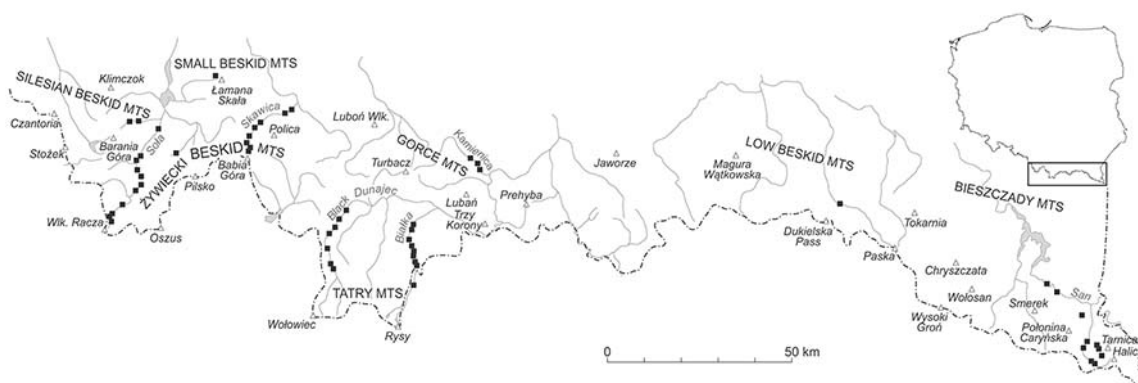 SMALL BESKID MTS
Klimczok
SILESIAN BESKID MTS
Łamana
Skała
Czantoria
Skawica
Luboń Wlk.
Barania
Góra
Soła
Polica
Stożek
ŻYWIECKI BESKID MTS
Babia
Góra
Pilsko
Wlk. Racza
Oszus
Kamienica
GORCE MTS
Turbacz
Black Dunajec
Lubań
Prehyba
Trzy
Korony
Białka
TATRY MTS
Wołowiec
Rysy
Jaworze
Magura
Wątkowska
LOW BESKID MTS
Dukielska
Pass
Tokarnia
Paska
BIESZCZADY MTS
Chryszczata
Wołosan
San
Smerek
Wysoki
Groń
Połonina
Caryńska
Tarnica
Halicz
0 50 km